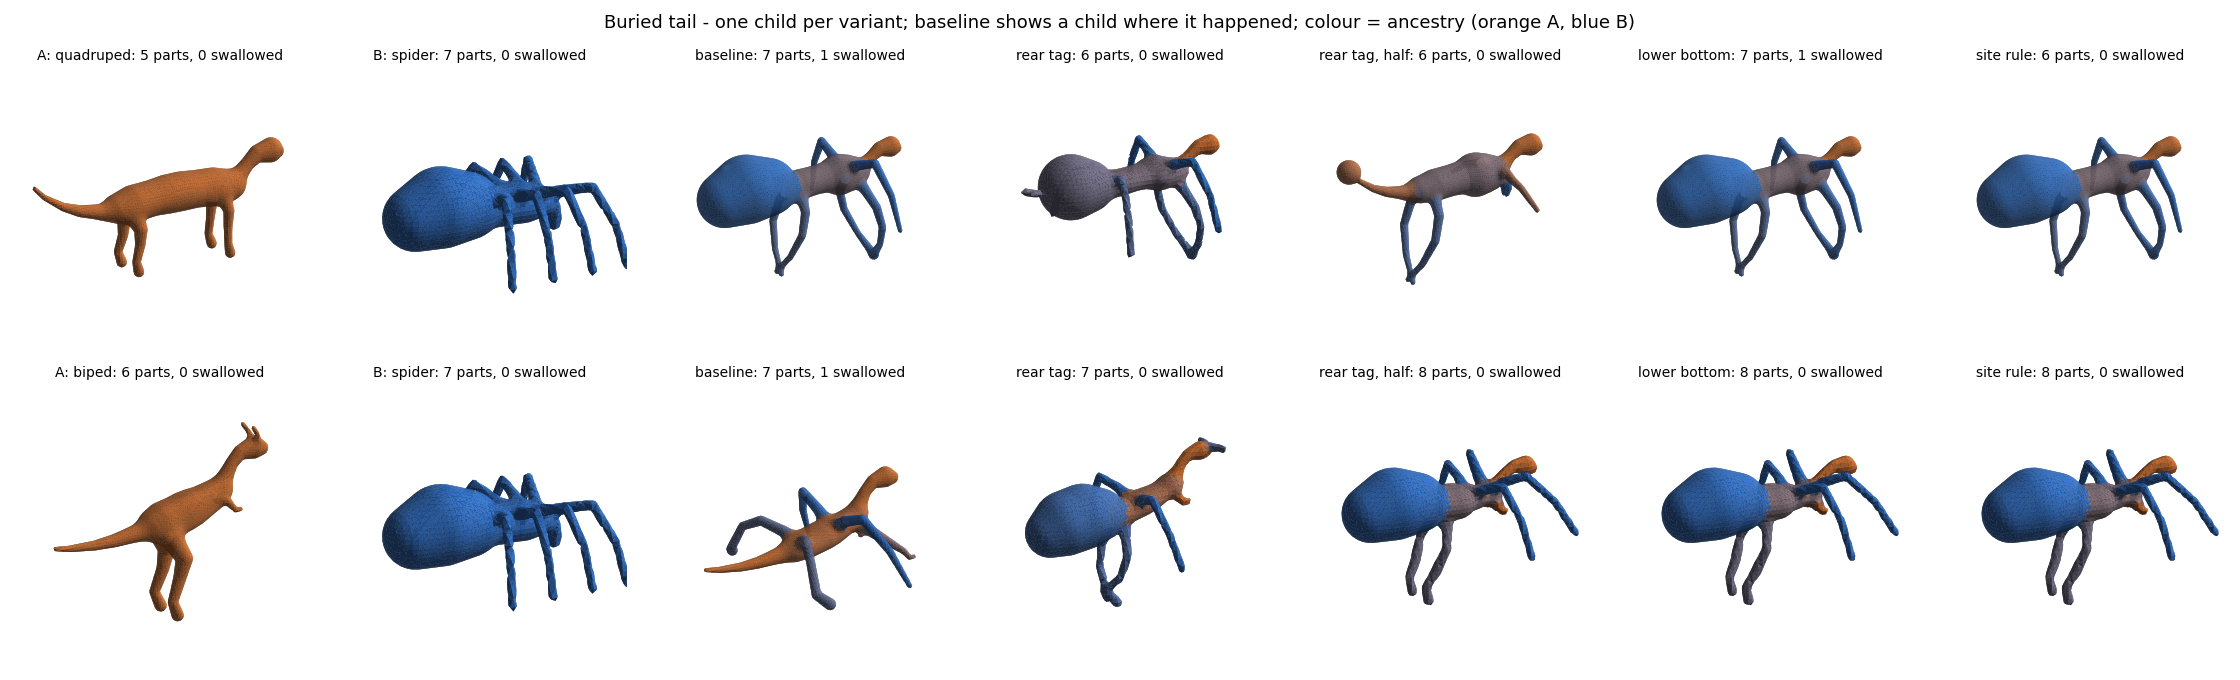 Buried tail - one child per variant; baseline shows a child where it happened; colour = ancestry (orange A, blue B)
A: quadruped: 5 parts, 0 swallowed
B: spider: 7 parts, 0 swallowed
baseline: 7 parts, 1 swallowed
rear tag: 6 parts, 0 swallowed
rear tag, half: 6 parts, 0 swallowed
lower bottom: 7 parts, 1 swallowed
site rule: 6 parts, 0 swallowed
A: biped: 6 parts, 0 swallowed
B: spider: 7 parts, 0 swallowed
baseline: 7 parts, 1 swallowed
rear tag: 7 parts, 0 swallowed
rear tag, half: 8 parts, 0 swallowed
lower bottom: 8 parts, 0 swallowed
site rule: 8 parts, 0 swallowed